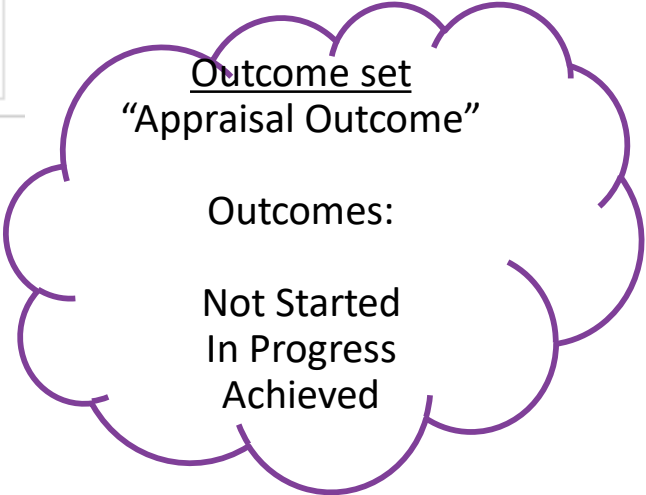 Outcome set
“Appraisal Outcome”
Outcomes:
Not Started
In Progress
Achieved